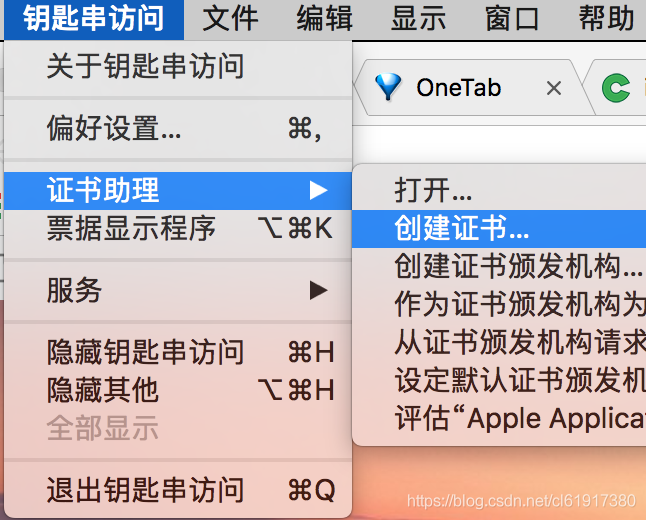 钥匙串访问 文件 编辑 显示 窗口 帮助
关于钥匙串访问
偏好设置... ⌘,
证书助理 ▶
票据显示程序 ⌥⌘K
服务 ▶
隐藏钥匙串访问 ⌘H
隐藏其他 ⌥⌘H
全部显示
退出钥匙串访问 ⌘Q
OneTab ×
打开...
创建证书...
创建证书颁发机构...
作为证书颁发机构为
从证书颁发机构请求
设定默认证书颁发机
评估“Apple Applica
https://blog.csdn.net/cl61917380